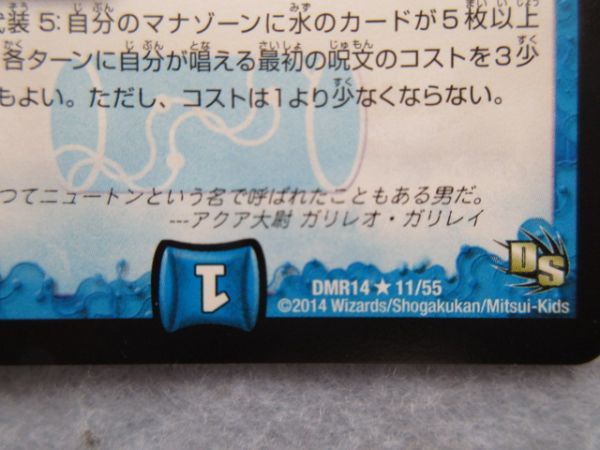 装 5:自分のマナゾーンに水のカードが5枚以上
各ターンに自分が唱える最初の呪文のコストを3少
もよい。ただし、コストは1より少なくならない。
つてニュートンという名で呼ばれたこともある男だ。
---アクア大尉 ガリレオ・ガリレイ
DS
1
DMR14★11/55
©2014 Wizards/Shogakukan/Mitsui-Kids